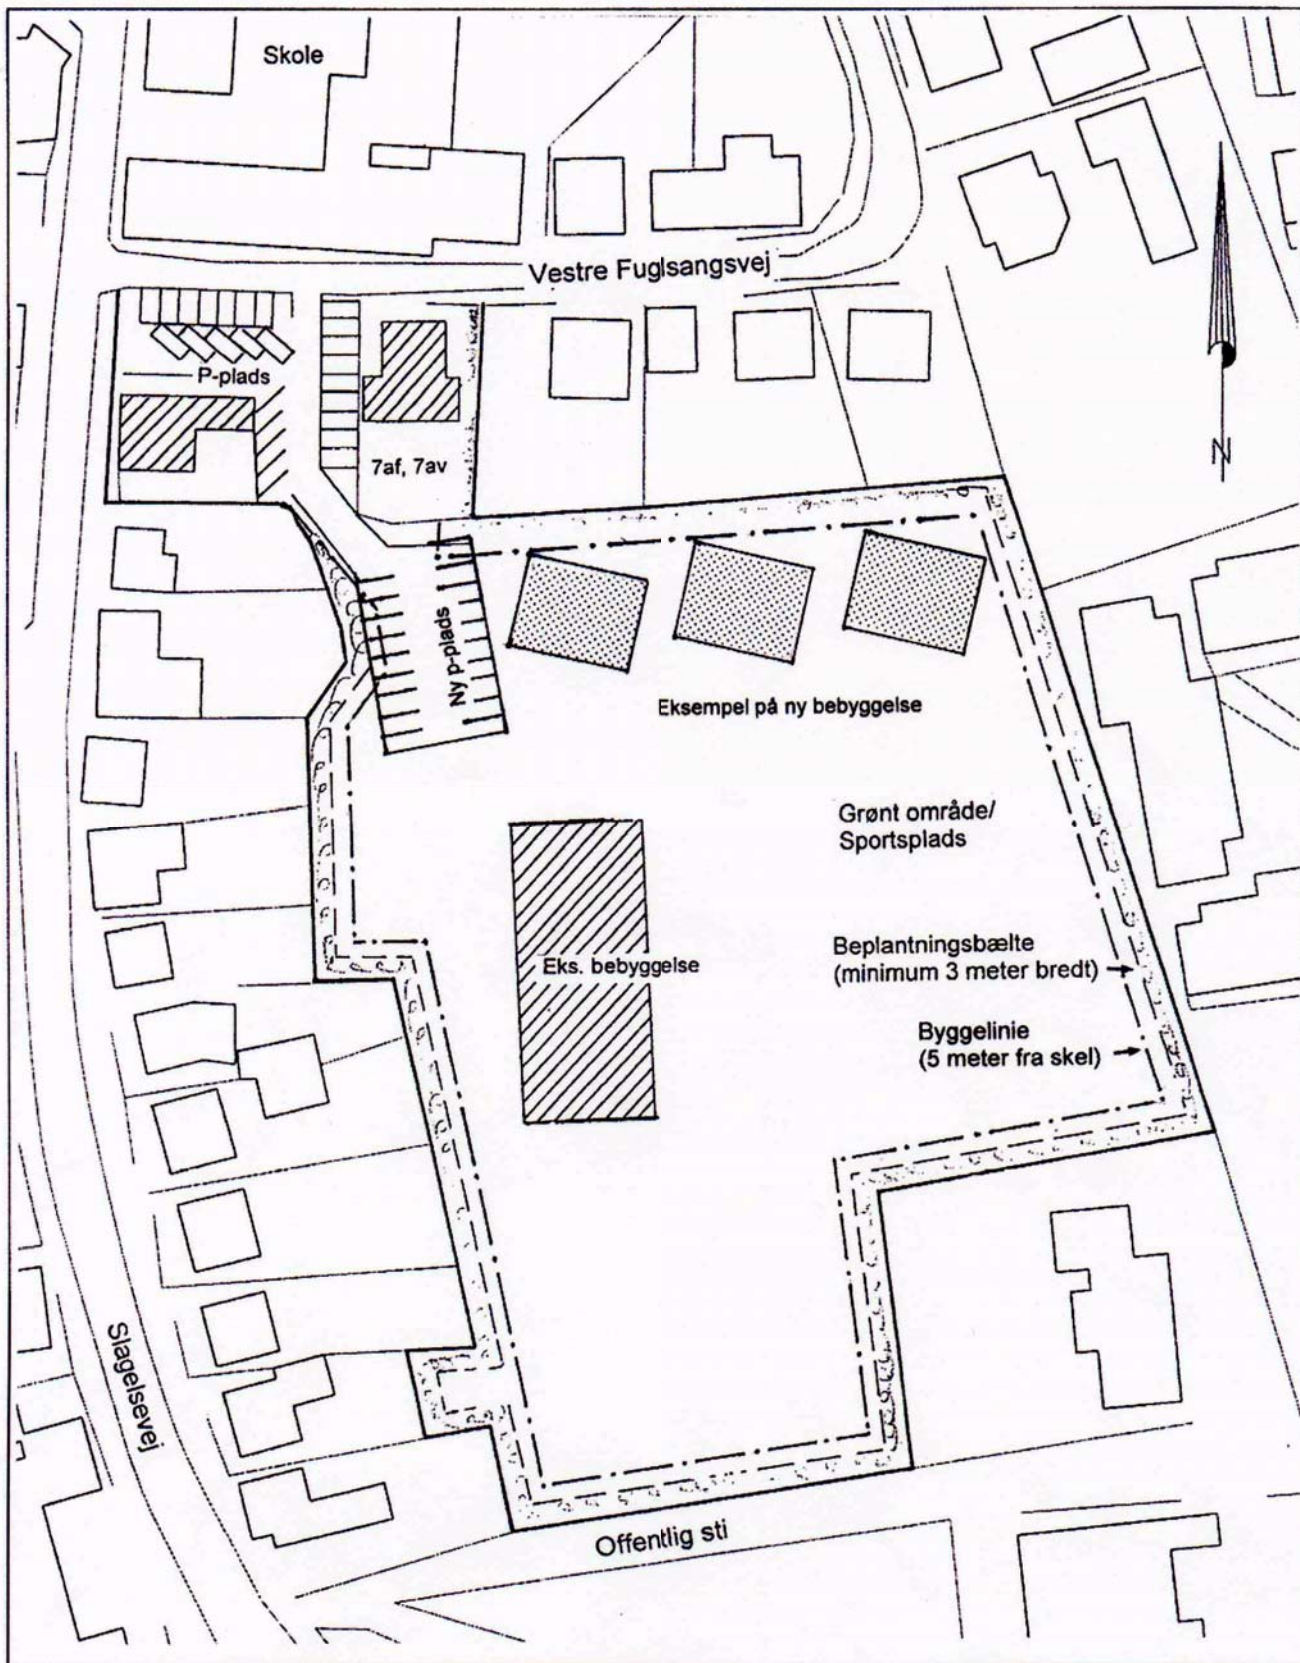 Skole
Vestre Fuglsangsvej
P-plads
7af, 7av
N
Ny p-plads
Eksempel på ny bebyggelse
Grønt område/
Sportsplads
Beplantningsbælte
(minimum 3 meter bredt)
Eks. bebyggelse
Byggelinie
(5 meter fra skel)
Slagelsevej
Offentlig sti